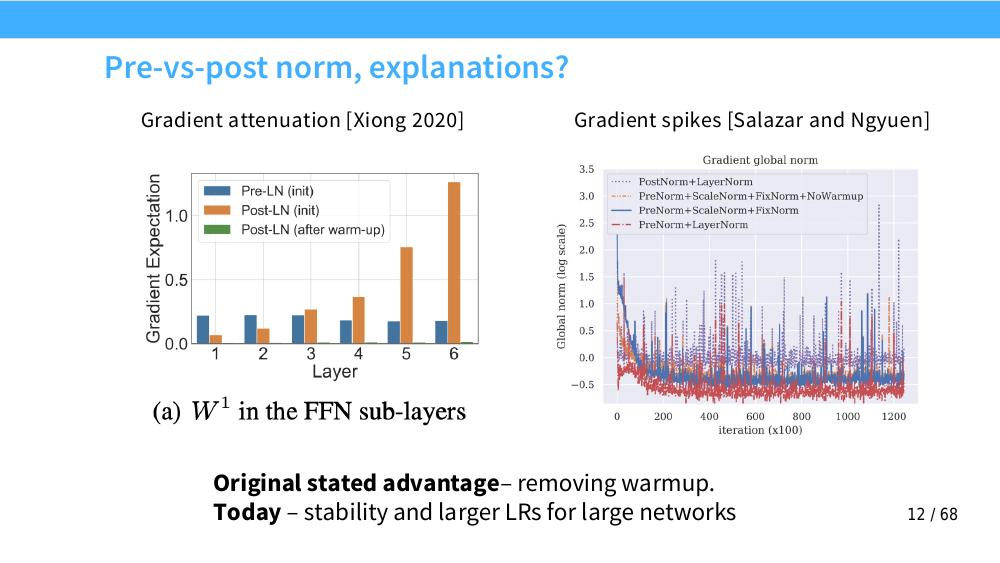 Pre-vs-post norm, explanations?
Gradient attenuation [Xiong 2020]
Gradient Expectation
1.0
0.5
0.0
Pre-LN (init)
Post-LN (init)
Post-LN (after warm-up)
1 2 3 4 5 6
Layer
(a) W¹ in the FFN sub-layers
Gradient spikes [Salazar and Ngyuen]
Gradient global norm
Global norm (log scale)
3.5
3.0
2.5
2.0
1.5
1.0
0.5
0.0
−0.5
PostNorm+LayerNorm
PreNorm+ScaleNorm+FixNorm+NoWarmup
PreNorm+ScaleNorm+FixNorm
PreNorm+LayerNorm
0 200 400 600 800 1000 1200
iteration (x100)
Original stated advantage– removing warmup.
Today – stability and larger LRs for large networks
12 / 68